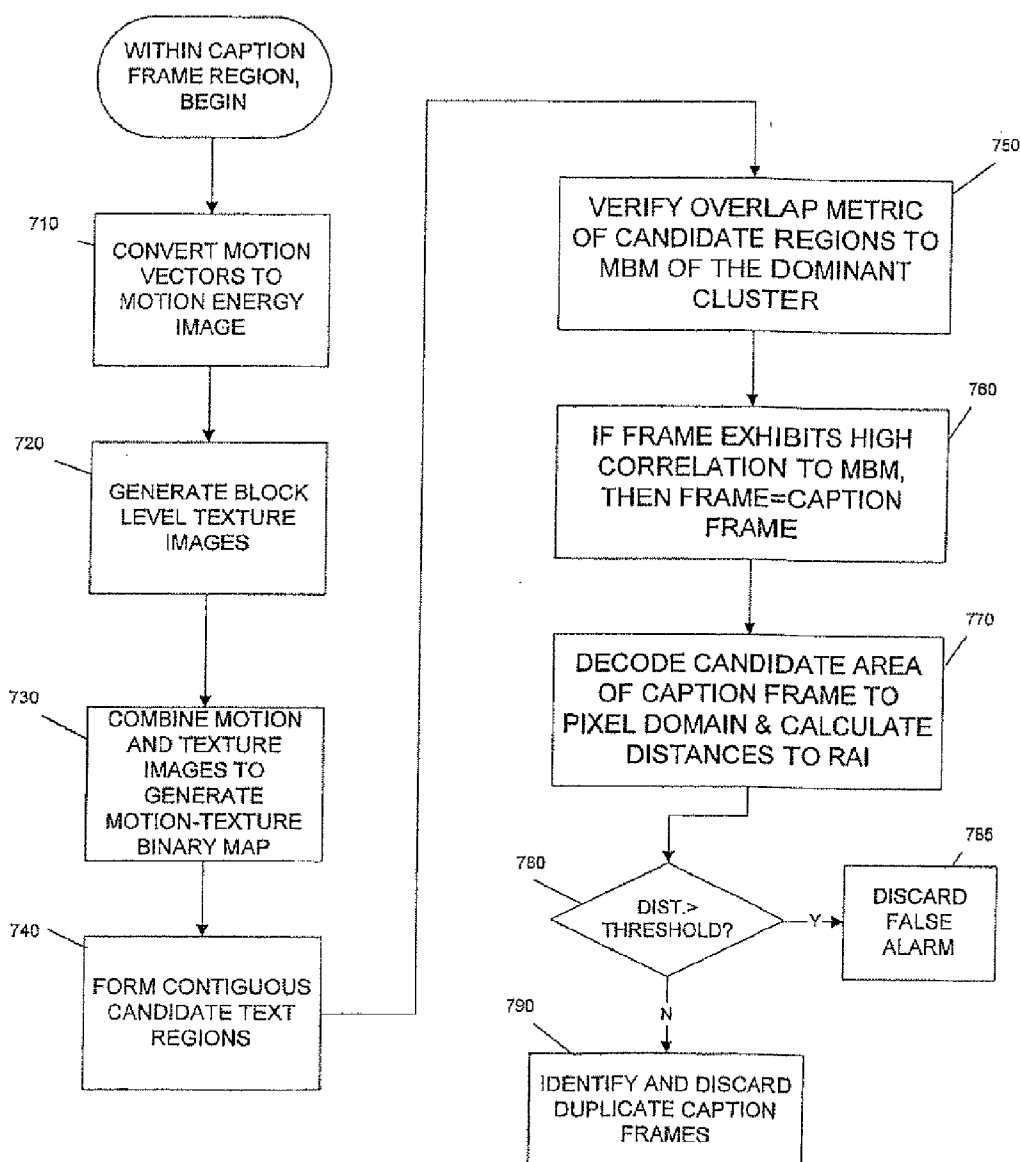 WITHIN CAPTION
FRAME REGION,
BEGIN
710
CONVERT MOTION
VECTORS TO
MOTION ENERGY
IMAGE
720
GENERATE BLOCK
LEVEL TEXTURE
IMAGES
730
COMBINE MOTION
AND TEXTURE
IMAGES TO
GENERATE
MOTION-TEXTURE
BINARY MAP
740
FORM CONTIGUOUS
CANDIDATE TEXT
REGIONS
750
VERIFY OVERLAP METRIC
OF CANDIDATE REGIONS TO
MBM OF THE DOMINANT
CLUSTER
760
IF FRAME EXHIBITS HIGH
CORRELATION TO MBM,
THEN FRAME=CAPTION
FRAME
770
DECODE CANDIDATE AREA
OF CAPTION FRAME TO
PIXEL DOMAIN & CALCULATE
DISTANCES TO RAI
780
DIST.>
THRESHOLD?
Y
785
DISCARD
FALSE
ALARM
N
790
IDENTIFY AND DISCARD
DUPLICATE CAPTION
FRAMES